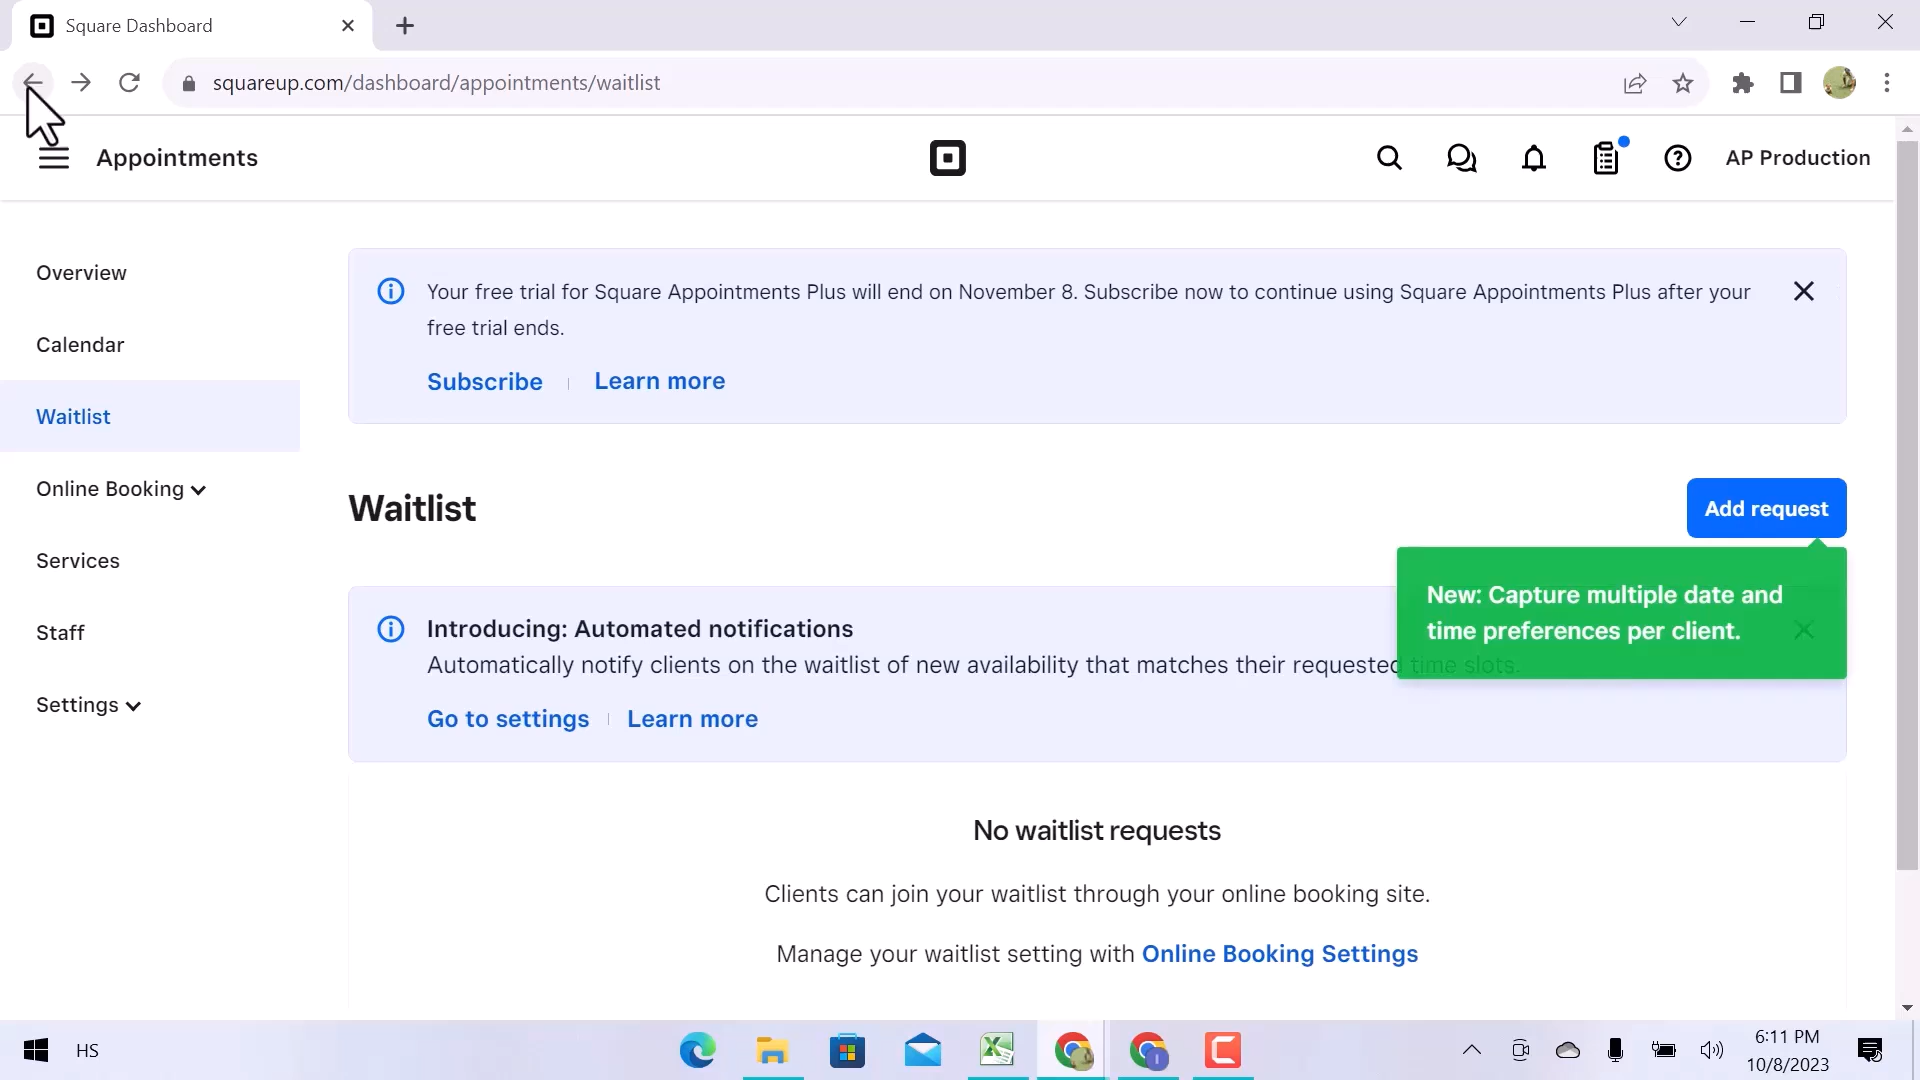 Square Dashboard
squareup.com/dashboard/appointments/waitlist
Appointments
AP Production
Overview
Calendar
Waitlist
Online Booking
Services
Staff
Settings
Your free trial for Square Appointments Plus will end on November 8. Subscribe now to continue using Square Appointments Plus after your
free trial ends.
Subscribe
Learn more
Waitlist
Add request
New: Capture multiple date and
time preferences per client.
Introducing: Automated notifications
Automatically notify clients on the waitlist of new availability that matches their requested time slots.
Go to settings
Learn more
No waitlist requests
Clients can join your waitlist through your online booking site.
Manage your waitlist setting with Online Booking Settings
HS
6:11 PM
10/8/2023